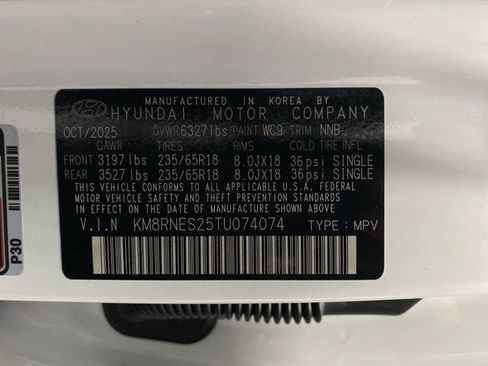 MANUFACTURED IN KOREA BY
HYUNDAI MOTOR COMPANY
OCT/2025 GVWR6327lbs PAINT WC9 TRIM NNB
GAWR TIRES RIMS COLD TIRE INFL
FRONT 3197 lbs 235/65R18 8.0JX18 36psi SINGLE
REAR 3527 lbs 235/65R18 8.0JX18 36psi SINGLE
THIS VEHICLE CONFORMS TO ALL APPLICABLE U.S.A. FEDERAL
MOTOR VEHICLE SAFETY, BUMPER, AND THEFT PREVENTION
STANDARDS IN EFFECT ON THE DATE OF MANUFACTURE SHOWN ABOVE.
V.I.N KM8RNES25TU074074 TYPE : MPV
P30